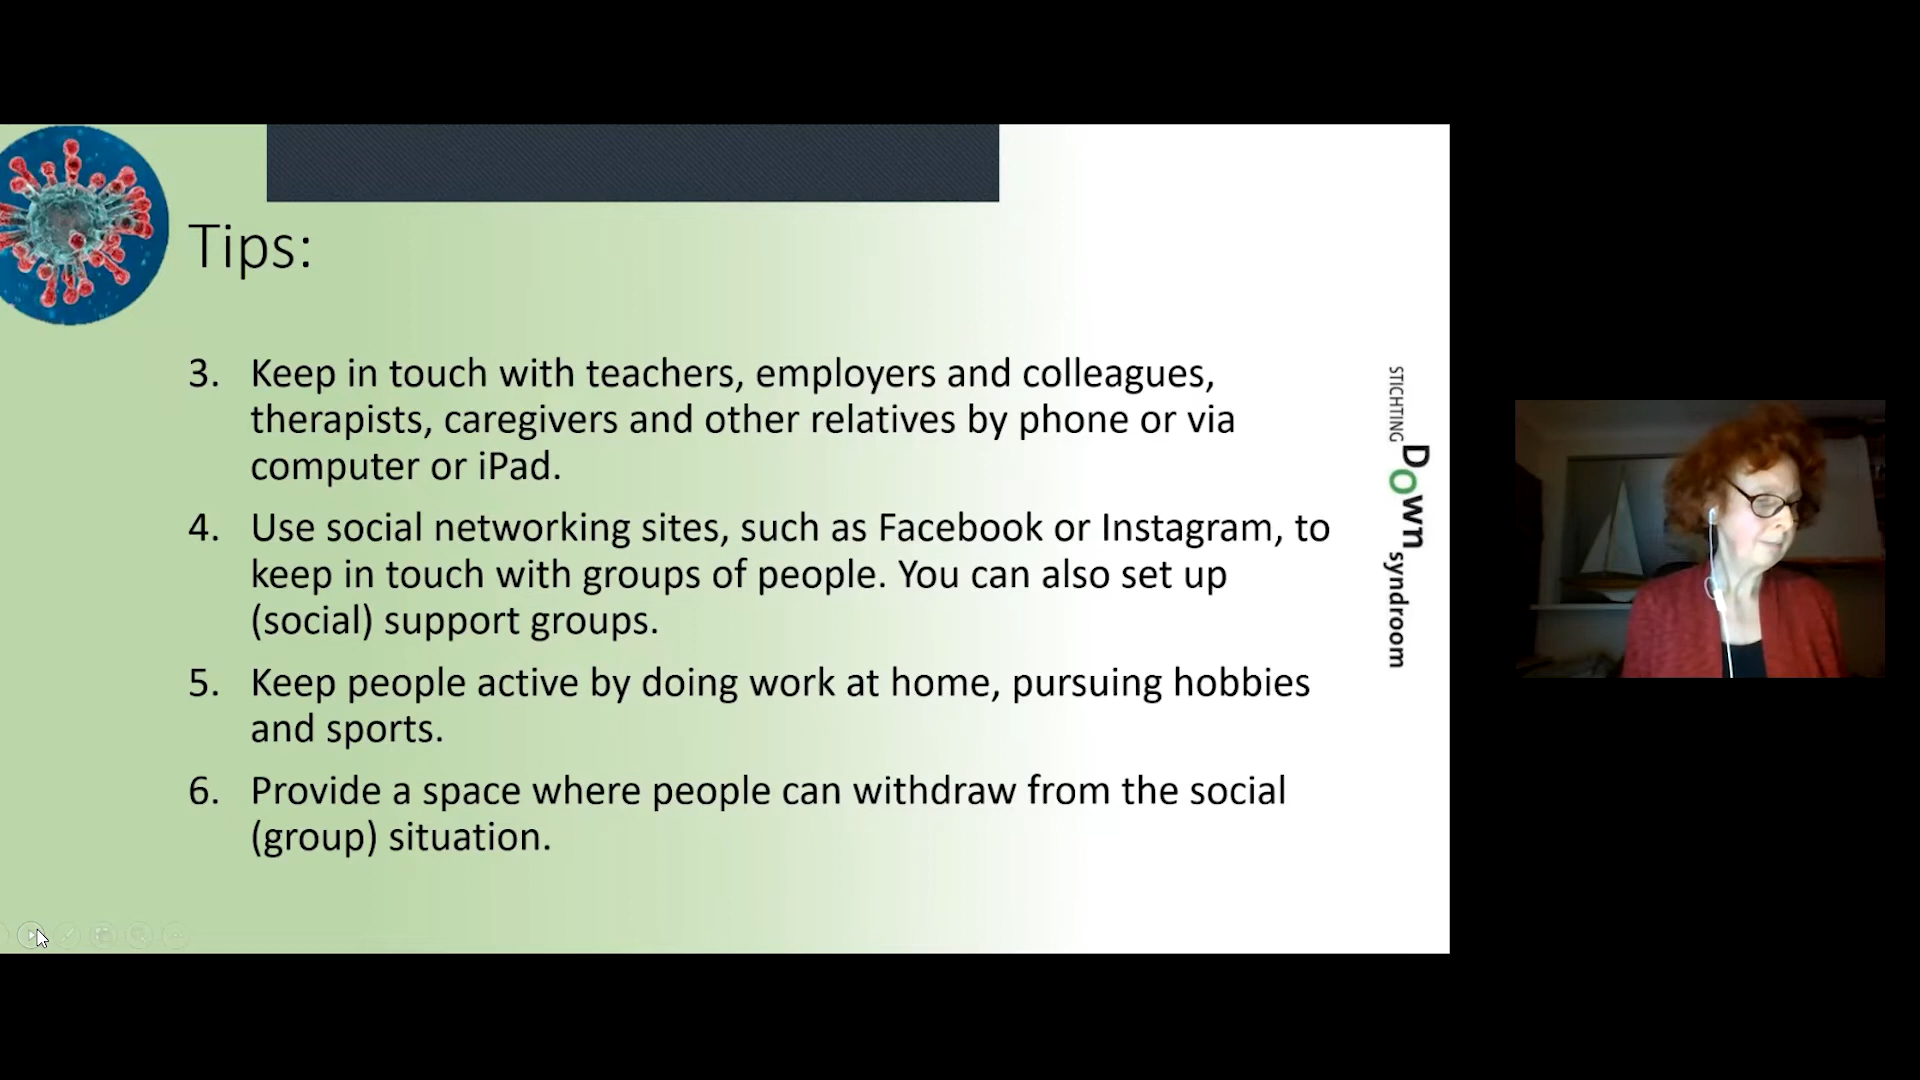 Tips:
3. Keep in touch with teachers, employers and colleagues,
therapists, caregivers and other relatives by phone or via
computer or iPad.
4. Use social networking sites, such as Facebook or Instagram, to
keep in touch with groups of people. You can also set up
(social) support groups.
5. Keep people active by doing work at home, pursuing hobbies
and sports.
6. Provide a space where people can withdraw from the social
(group) situation.
STICHTING
Down
syndroom